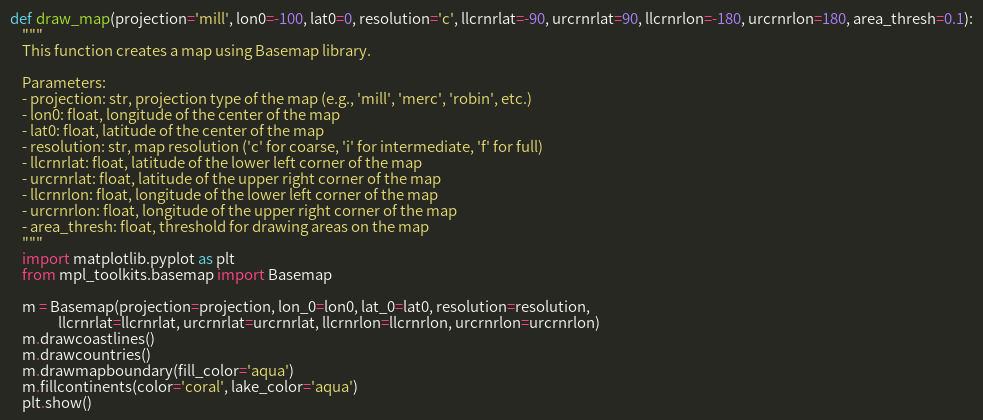 def draw_map(projection='mill', lon0=-100, lat0=0, resolution='c', llcrnrlat=-90, urcrnrlat=90, llcrnrlon=-180, urcrnrlon=180, area_thresh=0.1):
    """
    This function creates a map using Basemap library.

    Parameters:
    - projection: str, projection type of the map (e.g., 'mill', 'merc', 'robin', etc.)
    - lon0: float, longitude of the center of the map
    - lat0: float, latitude of the center of the map
    - resolution: str, map resolution ('c' for coarse, 'i' for intermediate, 'f' for full)
    - llcrnrlat: float, latitude of the lower left corner of the map
    - urcrnrlat: float, latitude of the upper right corner of the map
    - llcrnrlon: float, longitude of the lower left corner of the map
    - urcrnrlon: float, longitude of the upper right corner of the map
    - area_thresh: float, threshold for drawing areas on the map
    """
    import matplotlib.pyplot as plt
    from mpl_toolkits.basemap import Basemap

    m = Basemap(projection=projection, lon_0=lon0, lat_0=lat0, resolution=resolution,
                llcrnrlat=llcrnrlat, urcrnrlat=urcrnrlat, llcrnrlon=llcrnrlon, urcrnrlon=urcrnrlon)
    m.drawcoastlines()
    m.drawcountries()
    m.drawmapboundary(fill_color='aqua')
    m.fillcontinents(color='coral', lake_color='aqua')
    plt.show()